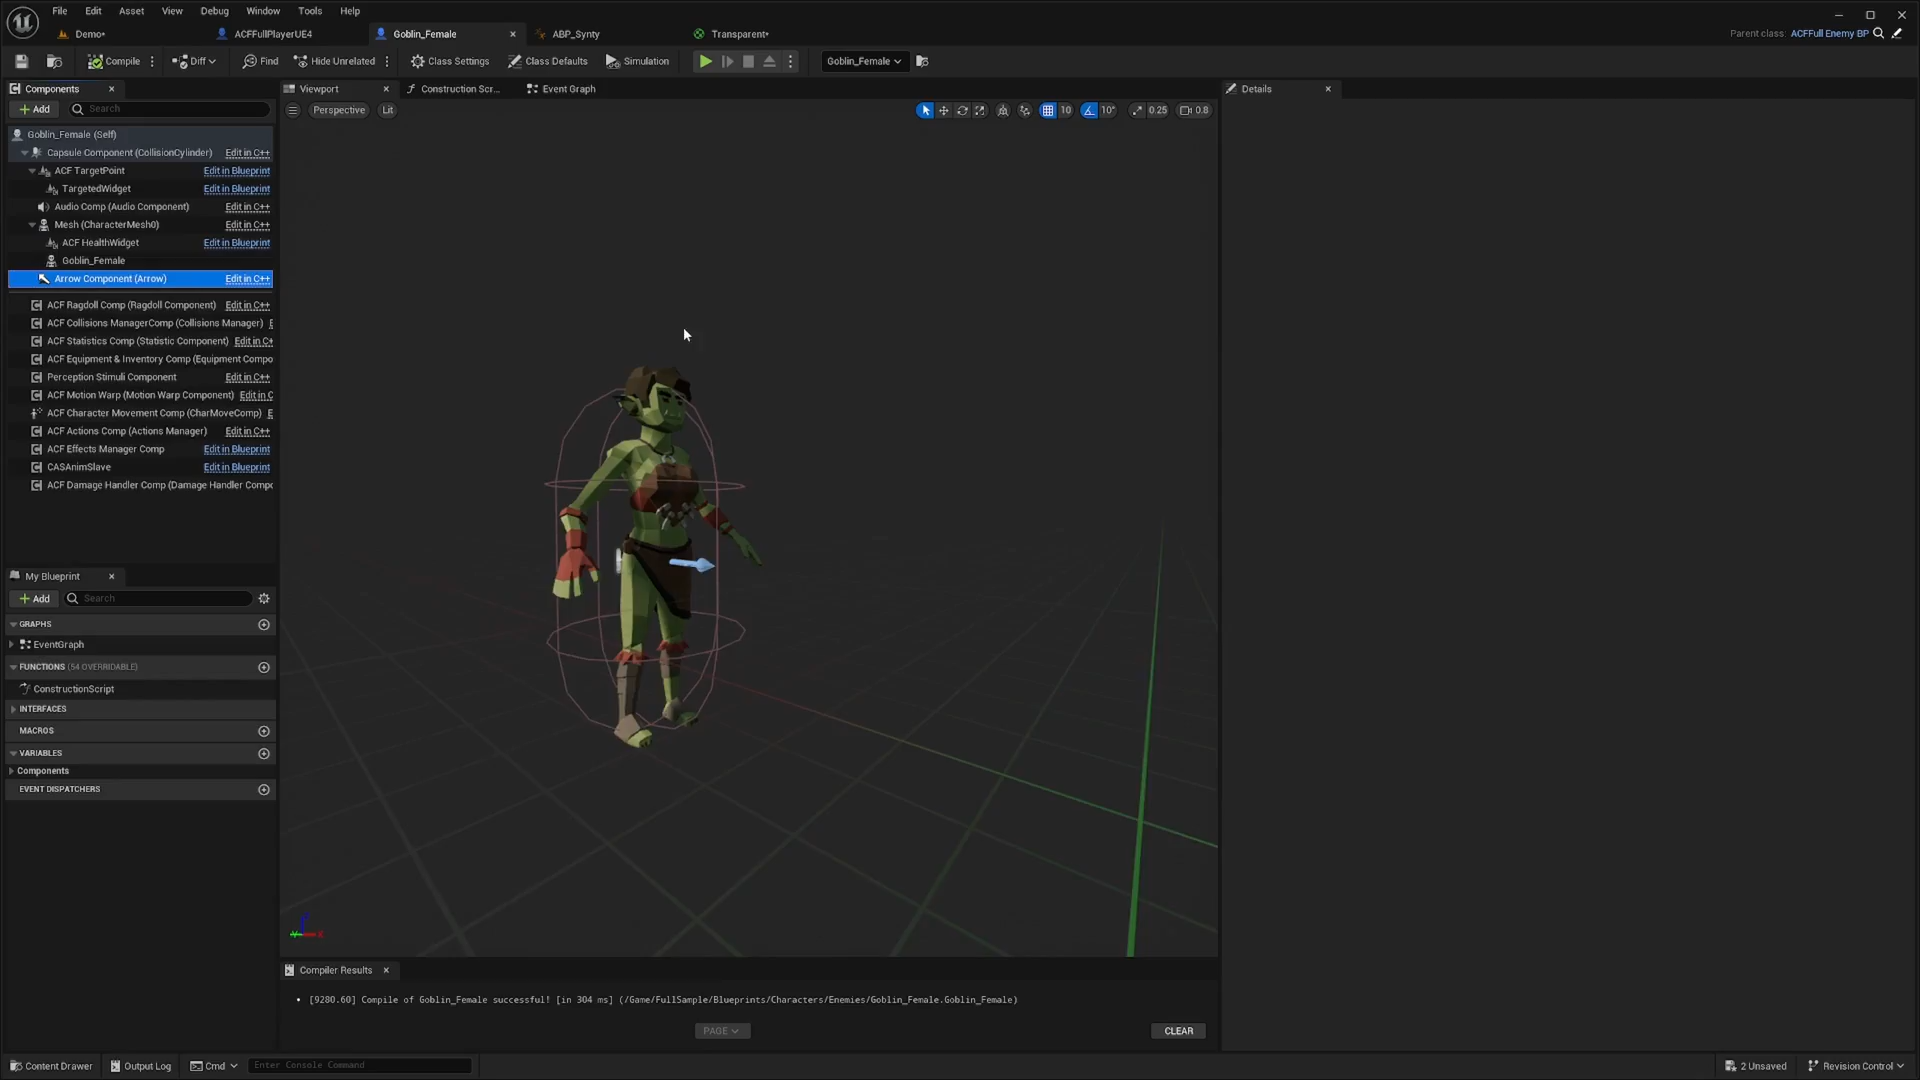 File Edit Asset View Debug Window Tools Help
Demo* ACFFullPlayerUE4 Goblin_Female ABP_Synty Transparent* Parent class: ACFFull Enemy BP
Compile Diff Find Hide Unrelated Class Settings Class Defaults Simulation Goblin_Female
Components
Add Search
Goblin_Female (Self)
Capsule Component (CollisionCylinder) Edit in C++
ACF TargetPoint Edit in Blueprint
TargetedWidget Edit in Blueprint
Audio Comp (Audio Component) Edit in C++
Mesh (CharacterMesh0) Edit in C++
ACF HealthWidget Edit in Blueprint
Goblin_Female
Arrow Component (Arrow) Edit in C++
ACF Ragdoll Comp (Ragdoll Component) Edit in C++
ACF Collisions ManagerComp (Collisions Manager) E
ACF Statistics Comp (Statistic Component) Edit in C+
ACF Equipment & Inventory Comp (Equipment Compo
Perception Stimuli Component Edit in C++
ACF Motion Warp (Motion Warp Component) Edit in C
ACF Character Movement Comp (CharMoveComp) E
ACF Actions Comp (Actions Manager) Edit in C++
ACF Effects Manager Comp Edit in Blueprint
CASAnimSlave Edit in Blueprint
ACF Damage Handler Comp (Damage Handler Compo
My Blueprint
Add Search
GRAPHS
EventGraph
FUNCTIONS (54 OVERRIDABLE)
ConstructionScript
INTERFACES
MACROS
VARIABLES
Components
EVENT DISPATCHERS
Viewport Construction Scr... Event Graph
Perspective Lit 10 10° 0.25 0.8
Details
Compiler Results
[9280.60] Compile of Goblin_Female successful! [in 304 ms] (/Game/FullSample/Blueprints/Characters/Enemies/Goblin_Female.Goblin_Female)
PAGE CLEAR
Content Drawer Output Log Cmd Enter Console Command 2 Unsaved Revision Control